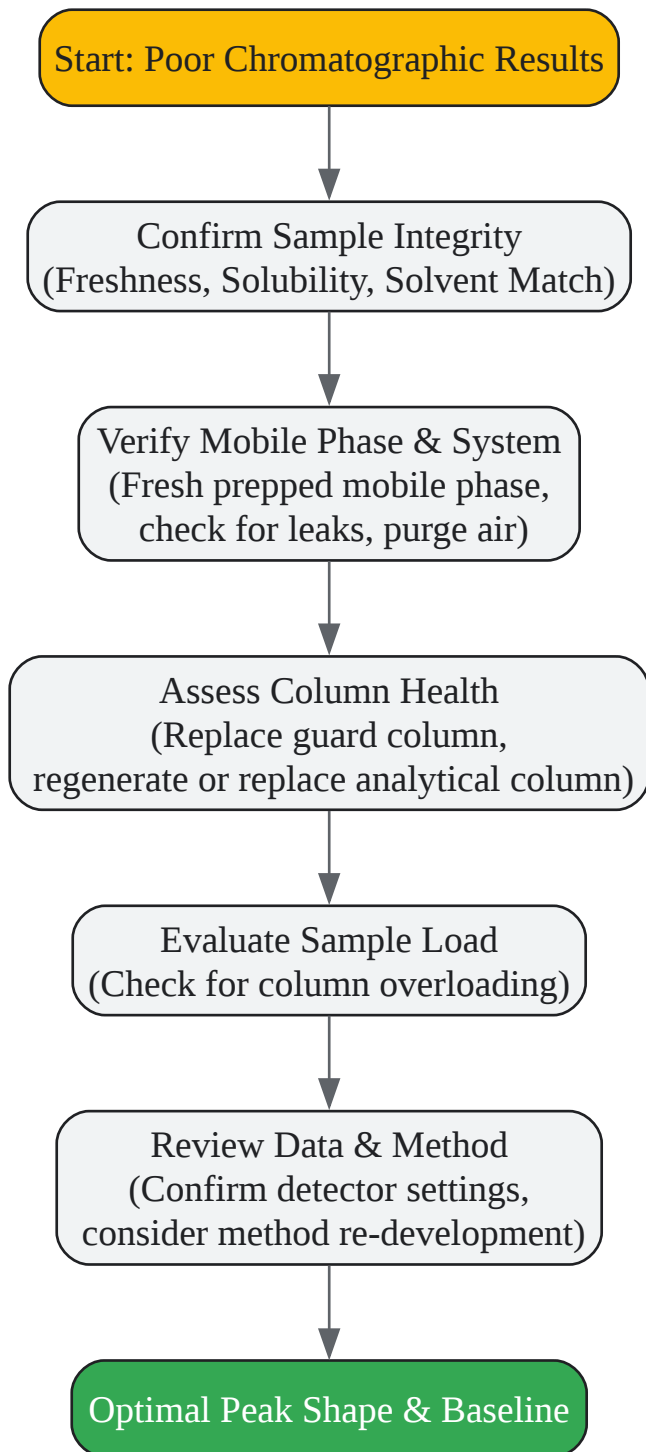 Start: Poor Chromatographic Results
Confirm Sample Integrity
(Freshness, Solubility, Solvent Match)
Verify Mobile Phase & System
(Fresh prepped mobile phase,
check for leaks, purge air)
Assess Column Health
(Replace guard column,
regenerate or replace analytical column)
Evaluate Sample Load
(Check for column overloading)
Review Data & Method
(Confirm detector settings,
consider method re-development)
Optimal Peak Shape & Baseline